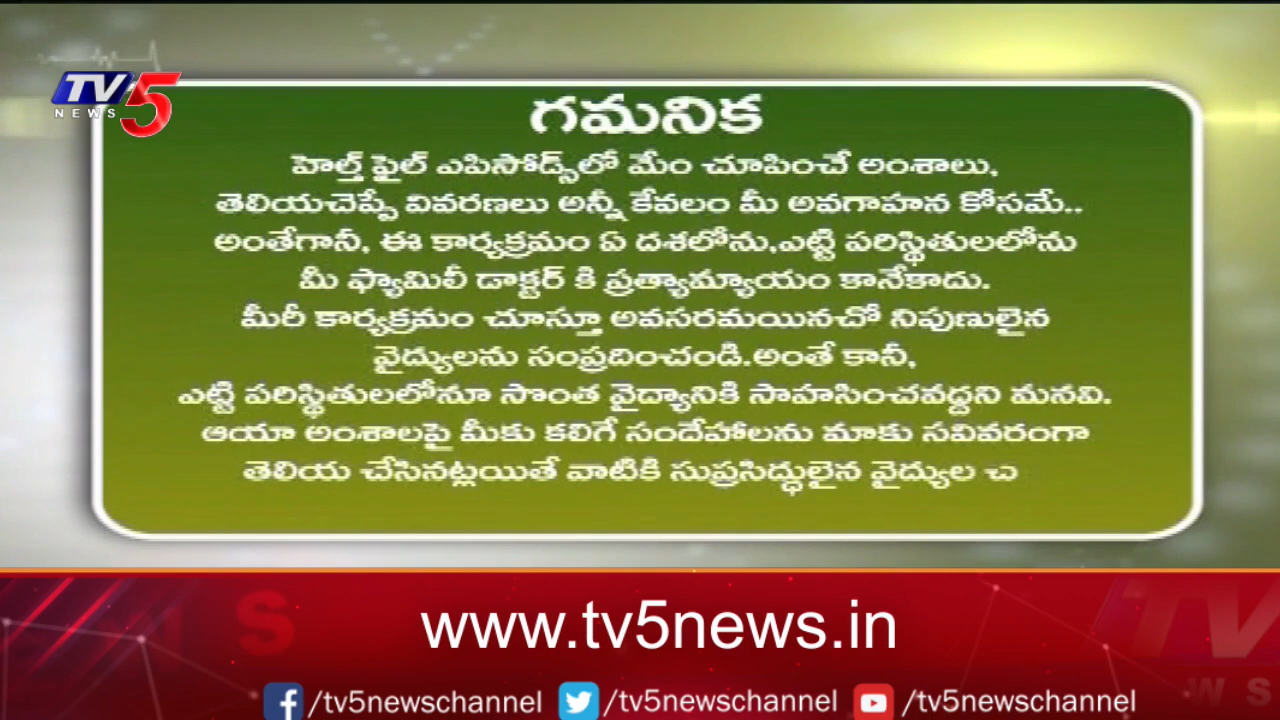 TV5
NEWS
గమనిక
హెల్త్ ఫైల్ ఎపిసోడ్స్‌లో మేం చూపించే అంశాలు.
తెలియచెప్పే వివరణలు అన్నీ కేవలం మీ అవగాహన కోసమే..
అంతేగానీ, ఈ కార్యక్రమం ఏ దశలోను,ఎట్టి పరిస్థితులలోను
మీ ఫ్యామిలీ డాక్టర్ కి ప్రత్యామ్యాయం కానేకాదు.
మీరీ కార్యక్రమం చూస్తూ అవసరమయినచో నిపుణులైన
వైద్యులను సంప్రదించండి.అంతే కానీ,
ఎట్టి పరిస్థితులలోనూ సొంత వైద్యానికి సాహసించవద్దని మనవి.
ఆయా అంశాలపై మీకు కలిగే సందేహాలను మాకు సవివరంగా
తెలియ చేసినట్లయితే వాటికి సుప్రసిద్ధులైన వైద్యుల చ
www.tv5news.in
/tv5newschannel /tv5newschannel /tv5newschannel